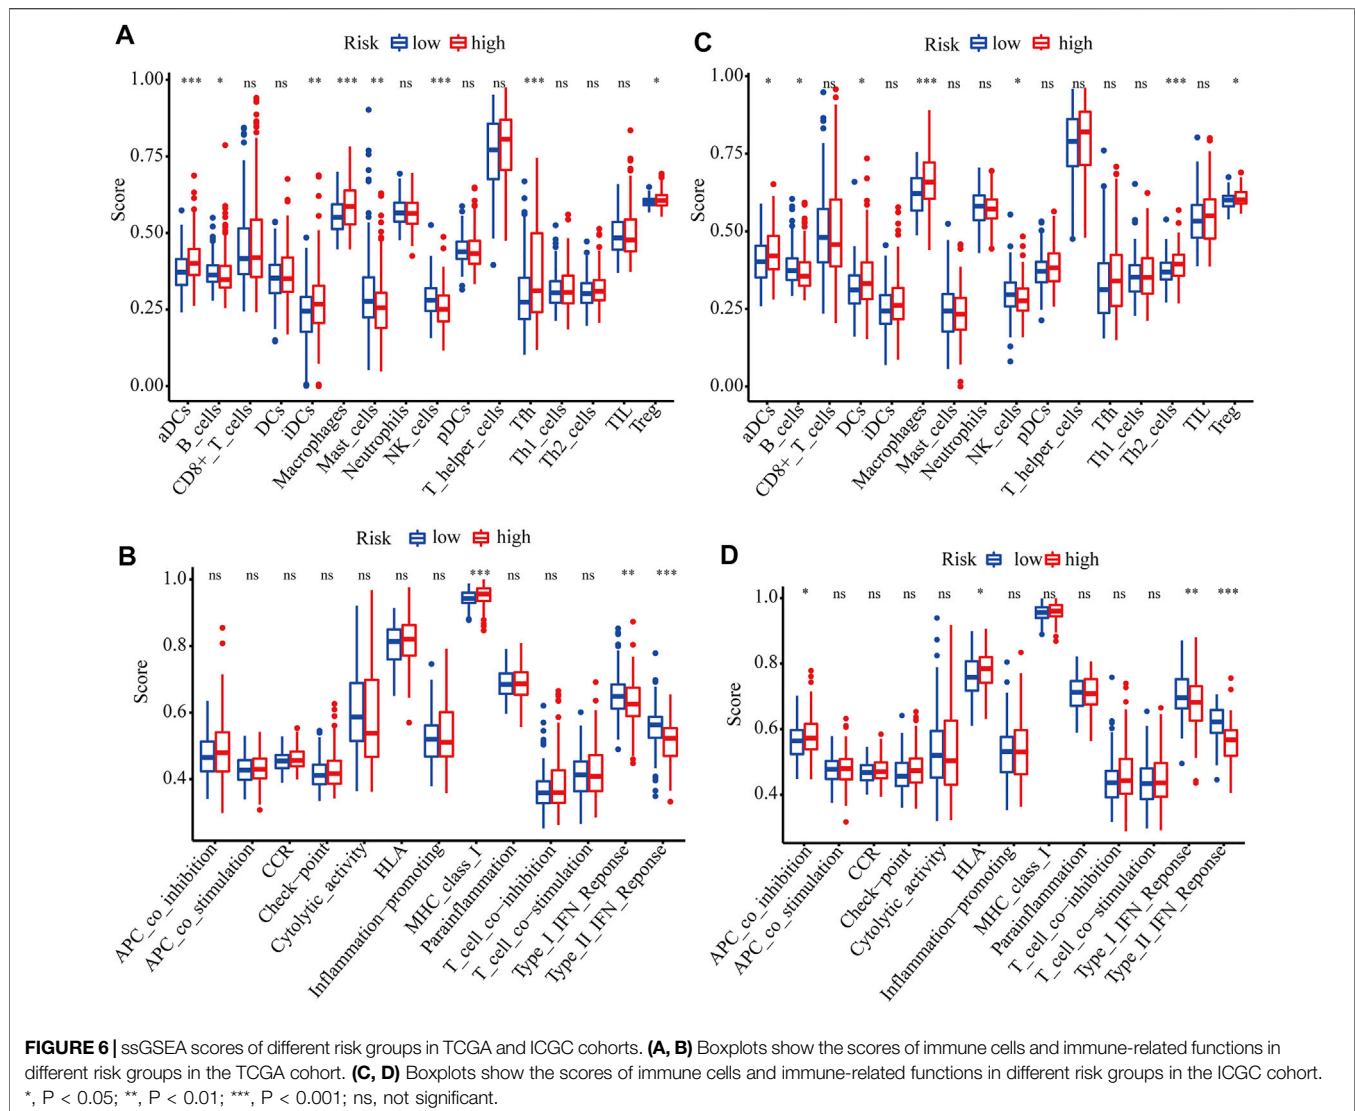 A
Risk low high
1.00
0.75
0.50
0.25
0.00
Score
*** * ns ns ** *** ** ns *** ns ns *** ns ns ns *
aDCs
B_cells
CD8+_T_cells
DCs
iDCs
Macrophages
Mast_cells
Neutrophils
NK_cells
pDCs
T_helper_cells
Tfh
Th1_cells
Th2_cells
TIL
Treg
C
Risk low high
1.00
0.75
0.50
0.25
0.00
Score
* * ns * ns *** ns ns * ns ns ns ns *** ns *
aDCs
B_cells
CD8+_T_cells
DCs
iDCs
Macrophages
Mast_cells
Neutrophils
NK_cells
pDCs
T_helper_cells
Tfh
Th1_cells
Th2_cells
TIL
Treg
B
Risk low high
1.0
0.8
0.6
0.4
Score
ns ns ns ns ns ns ns *** ns ns ns ** ***
APC_co_inhibition
APC_co_stimulation
CCR
Check−point
Cytolytic_activity
HLA
Inflammation−promoting
MHC_class_I
Parainflammation
T_cell_co−inhibition
T_cell_co−stimulation
Type_I_IFN_Reponse
Type_II_IFN_Reponse
D
Risk low high
1.0
0.8
0.6
0.4
Score
* ns ns ns ns * ns ns ns ns ns ** ***
APC_co_inhibition
APC_co_stimulation
CCR
Check−point
Cytolytic_activity
HLA
Inflammation−promoting
MHC_class_I
Parainflammation
T_cell_co−inhibition
T_cell_co−stimulation
Type_I_IFN_Reponse
Type_II_IFN_Reponse
FIGURE 6 | ssGSEA scores of different risk groups in TCGA and ICGC cohorts. (A, B) Boxplots show the scores of immune cells and immune-related functions in
different risk groups in the TCGA cohort. (C, D) Boxplots show the scores of immune cells and immune-related functions in different risk groups in the ICGC cohort.
*, P < 0.05; **, P < 0.01; ***, P < 0.001; ns, not significant.